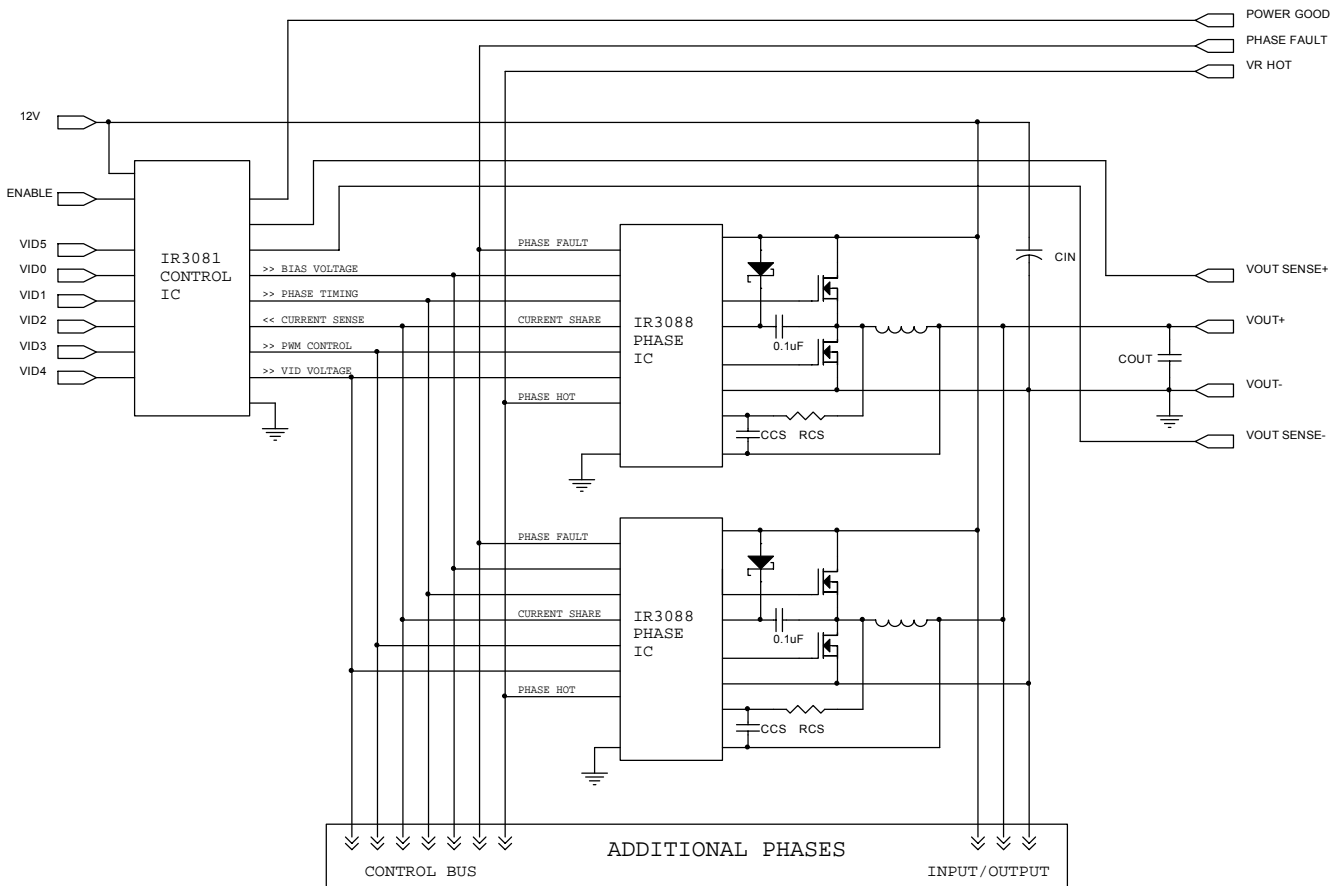 POWER GOOD
PHASE FAULT
VR HOT
12V
ENABLE
VID5
VID0
VID1
VID2
VID3
VID4
IR3081
CONTROL
IC
>> BIAS VOLTAGE
>> PHASE TIMING
<< CURRENT SENSE
>> PWM CONTROL
>> VID VOLTAGE
PHASE FAULT
CURRENT SHARE
PHASE HOT
IR3088
PHASE
IC
0.1uF
CCS
RCS
CIN
COUT
VOUT SENSE+
VOUT+
VOUT-
VOUT SENSE-
PHASE FAULT
CURRENT SHARE
PHASE HOT
IR3088
PHASE
IC
0.1uF
CCS
RCS
ADDITIONAL PHASES
CONTROL BUS
INPUT/OUTPUT